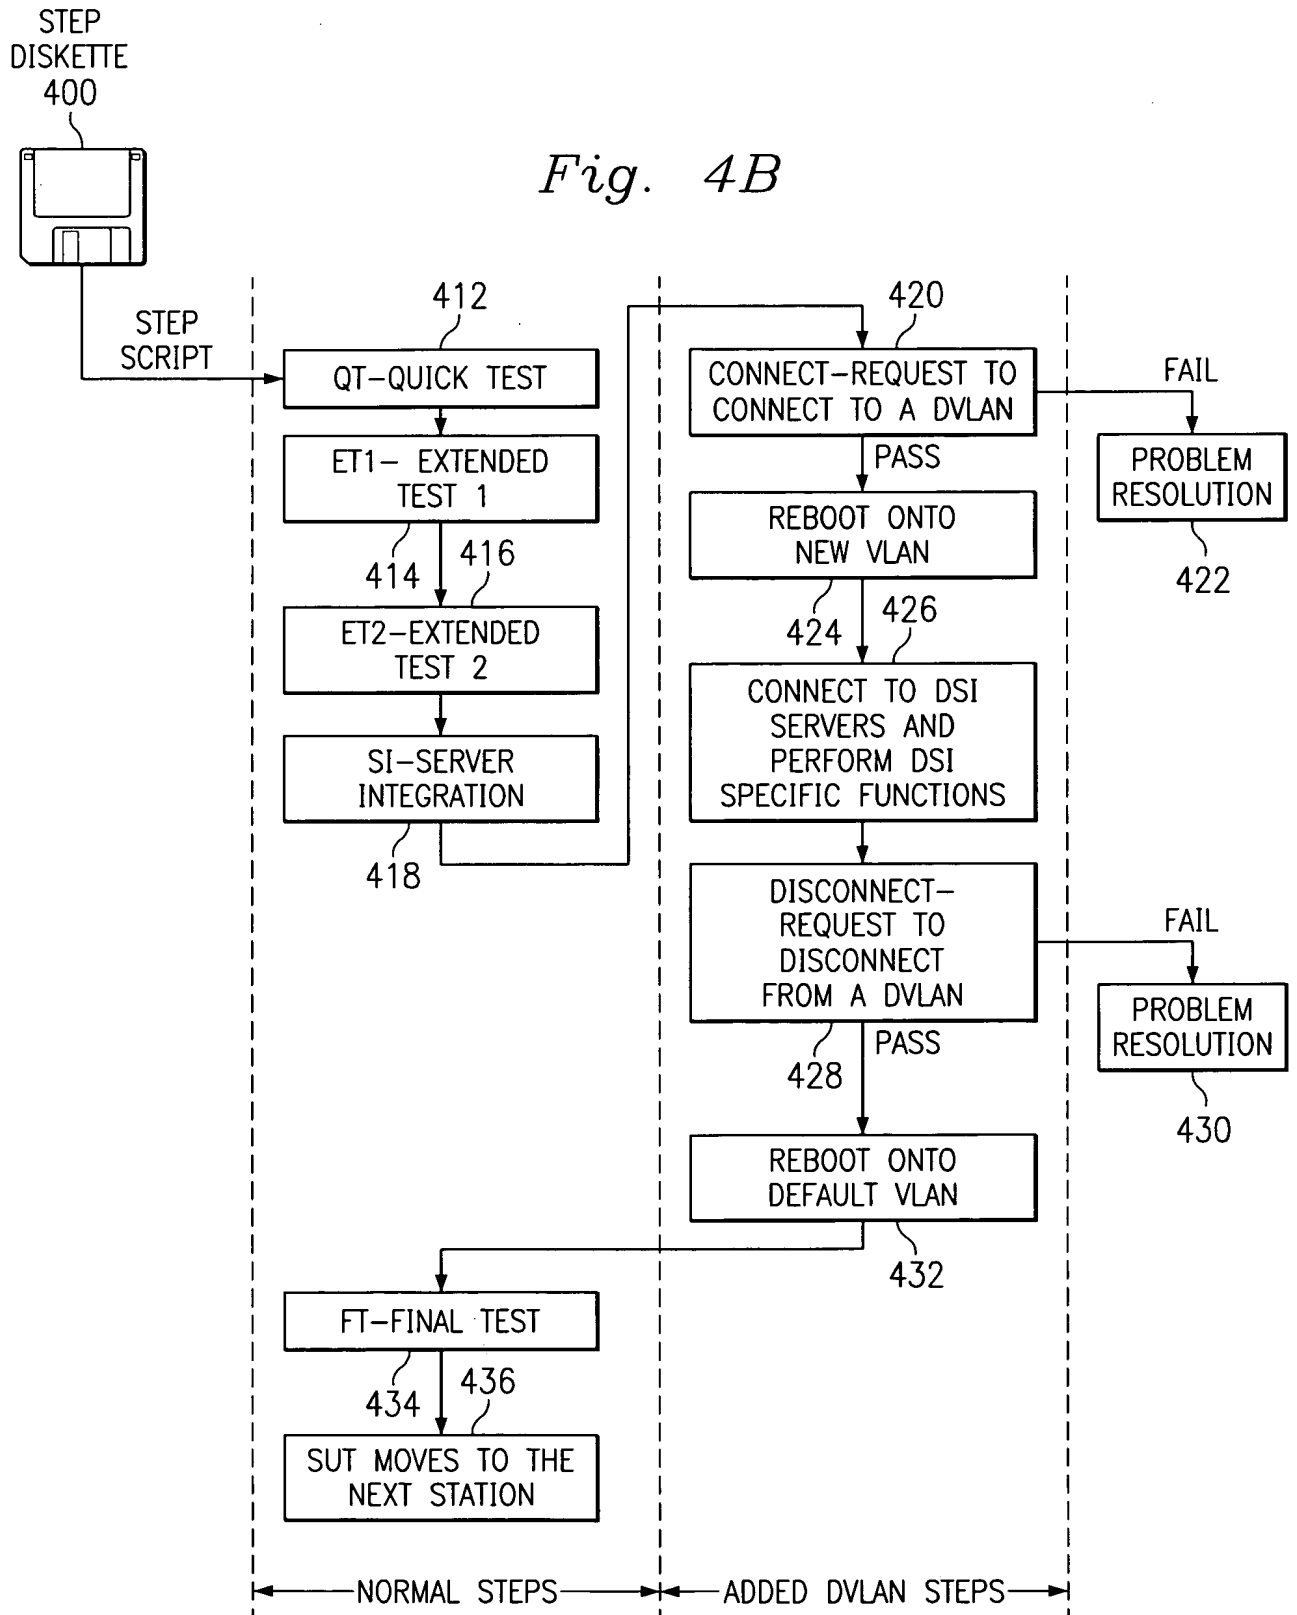 STEP
DISKETTE
400
Fig. 4B
STEP
SCRIPT
412
QT-QUICK TEST
ET1- EXTENDED
TEST 1
414
416
ET2-EXTENDED
TEST 2
SI-SERVER
INTEGRATION
418
420
CONNECT-REQUEST TO
CONNECT TO A DVLAN
FAIL
PROBLEM
RESOLUTION
422
PASS
REBOOT ONTO
NEW VLAN
424
426
CONNECT TO DSI
SERVERS AND
PERFORM DSI
SPECIFIC FUNCTIONS
DISCONNECT-
REQUEST TO
DISCONNECT
FROM A DVLAN
FAIL
PROBLEM
RESOLUTION
430
428
PASS
REBOOT ONTO
DEFAULT VLAN
432
FT-FINAL TEST
434
436
SUT MOVES TO THE
NEXT STATION
NORMAL STEPS
ADDED DVLAN STEPS